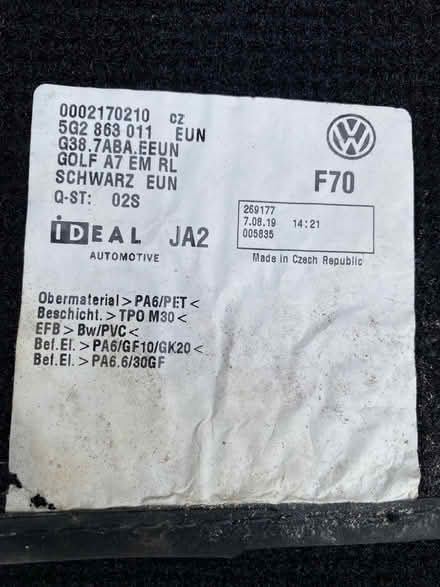 0002170210 CZ
5G2 863 011 EUN
G38.7ABA.EEUN
GOLF A7 EM RL
SCHWARZ EUN
Q-ST: 02S
F70
iDEAL JA2
AUTOMOTIVE
269177
7.08.19 14:21
005835
Made in Czech Republic
Obermaterial>PA6/PET<
Beschicht.>TPO M30<
EFB>Bw/PVC<
Bef.El.>PA6/GF10/GK20<
Bef.El.>PA6.6/30GF